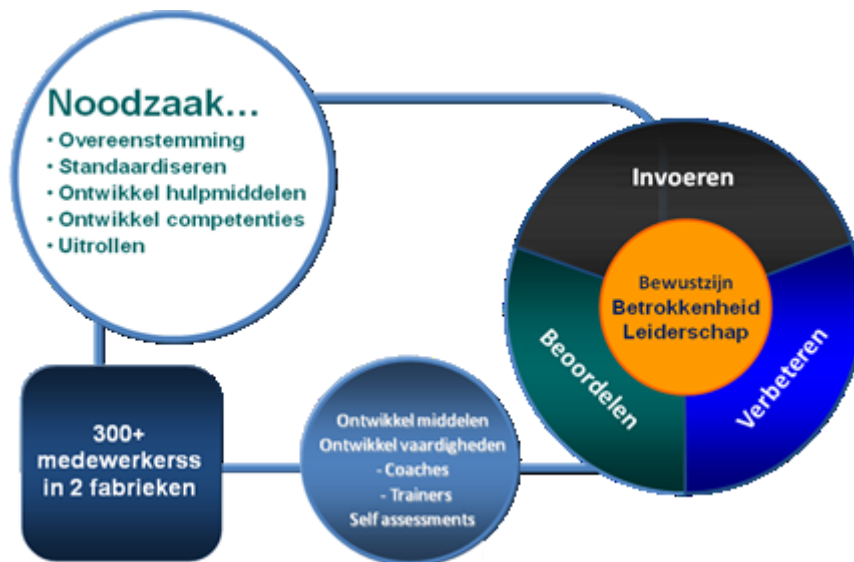 Noodzaak...
• Overeenstemming
• Standaardiseren
• Ontwikkel hulpmiddelen
• Ontwikkel competenties
• Uitrollen
Invoeren
Bewustzijn
Betrokkenheid
Leiderschap
Beoordelen
Verbeteren
300+
medewerkerss
in 2 fabrieken
Ontwikkel middelen
Ontwikkel vaardigheden
- Coaches
- Trainers
Self assessments